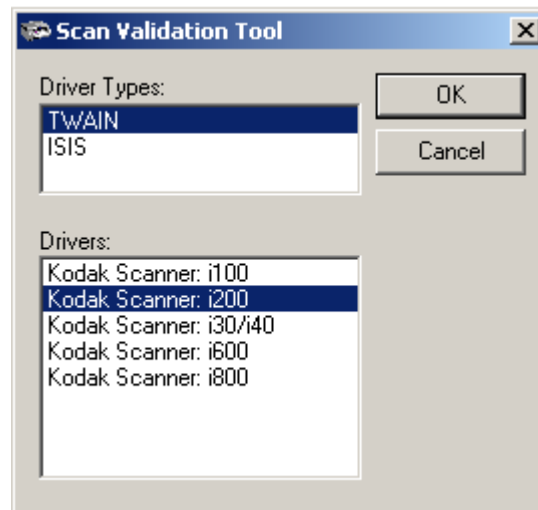 Scan Validation Tool
Driver Types:
OK
TWAIN
ISIS
Cancel
Drivers:
Kodak Scanner: i100
Kodak Scanner: i200
Kodak Scanner: i30/i40
Kodak Scanner: i600
Kodak Scanner: i800